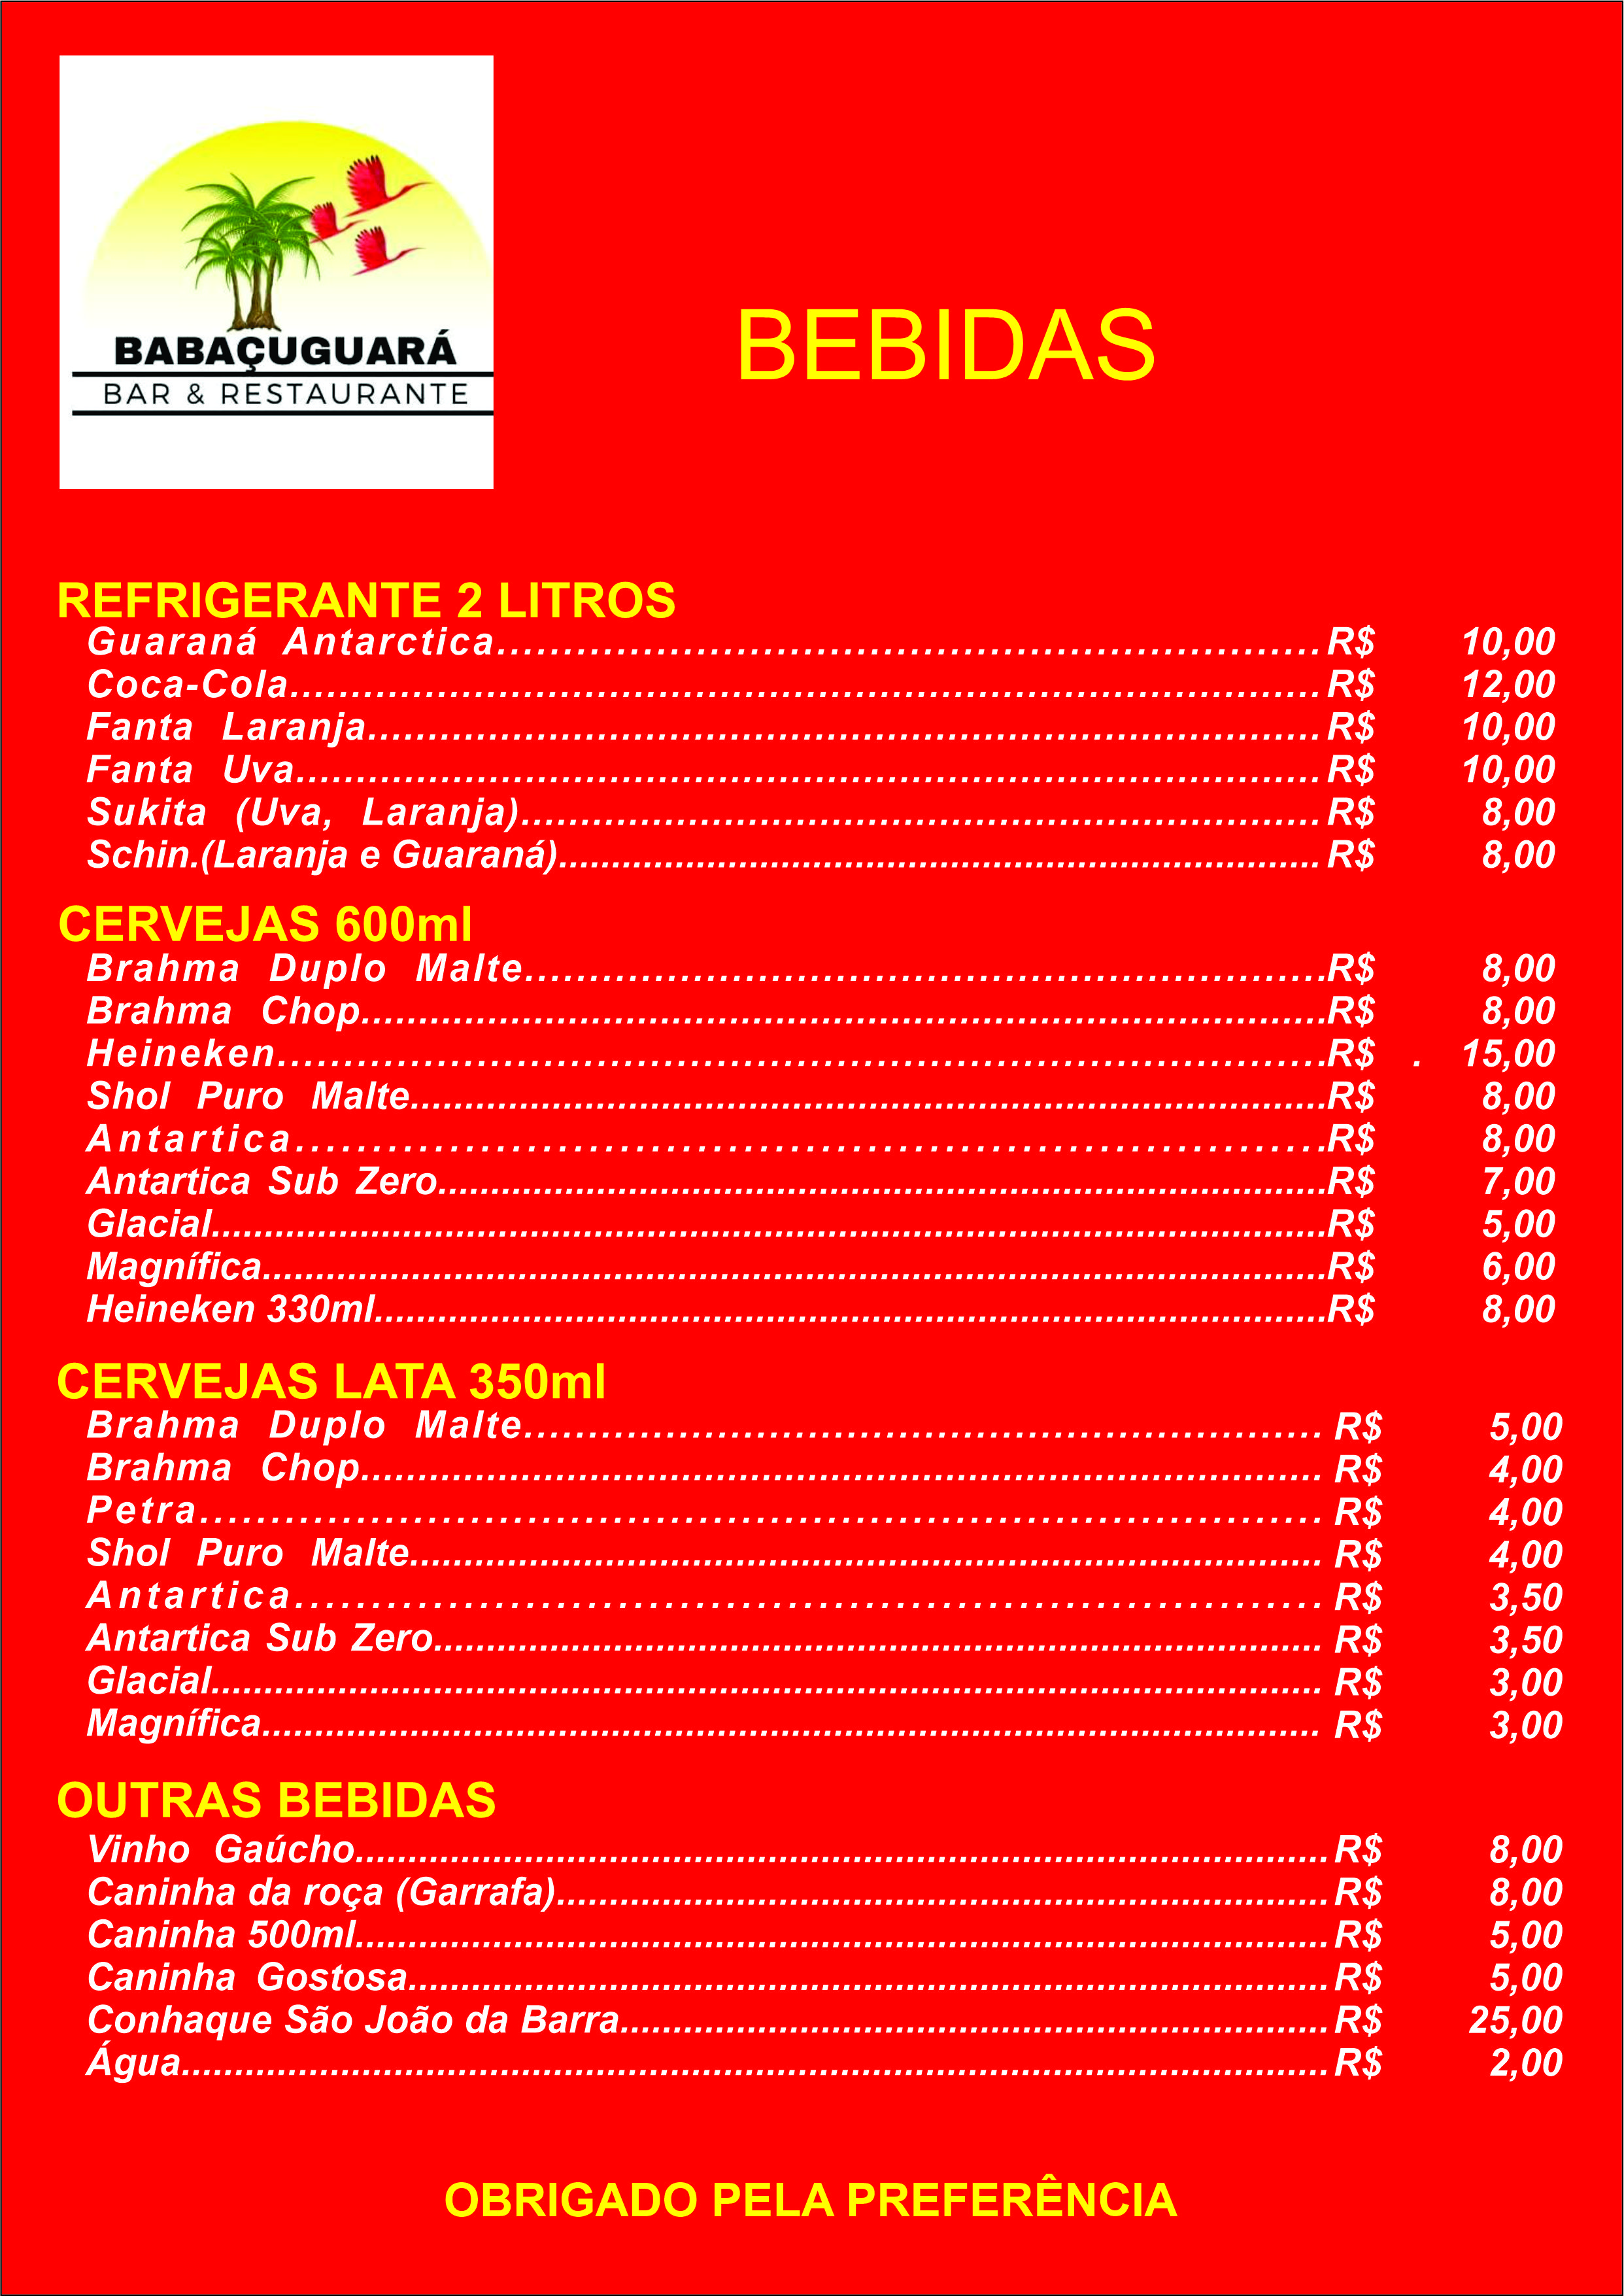 BABAÇUGUARÁ
BAR & RESTAURANTE
BEBIDAS
REFRIGERANTE 2 LITROS
Guaraná Antarctica...............................................................R$ 10,00
Coca-Cola...............................................................R$ 12,00
Fanta Laranja...............................................................R$ 10,00
Fanta Uva...............................................................R$ 10,00
Sukita (Uva, Laranja)...............................................................R$ 8,00
Schin.(Laranja e Guaraná)...............................................................R$ 8,00
CERVEJAS 600ml
Brahma Duplo Malte...............................................................R$ 8,00
Brahma Chop...............................................................R$ 8,00
Heineken...............................................................R$ . 15,00
Shol Puro Malte...............................................................R$ 8,00
Antartica...............................................................R$ 8,00
Antartica Sub Zero...............................................................R$ 7,00
Glacial...............................................................R$ 5,00
Magnífica...............................................................R$ 6,00
Heineken 330ml...............................................................R$ 8,00
CERVEJAS LATA 350ml
Brahma Duplo Malte...............................................................R$ 5,00
Brahma Chop...............................................................R$ 4,00
Petra...............................................................R$ 4,00
Shol Puro Malte...............................................................R$ 4,00
Antartica...............................................................R$ 3,50
Antartica Sub Zero...............................................................R$ 3,50
Glacial...............................................................R$ 3,00
Magnífica...............................................................R$ 3,00
OUTRAS BEBIDAS
Vinho Gaúcho...............................................................R$ 8,00
Caninha da roça (Garrafa)...............................................................R$ 8,00
Caninha 500ml...............................................................R$ 5,00
Caninha Gostosa...............................................................R$ 5,00
Conhaque São João da Barra...............................................................R$ 25,00
Água...............................................................R$ 2,00
OBRIGADO PELA PREFERÊNCIA